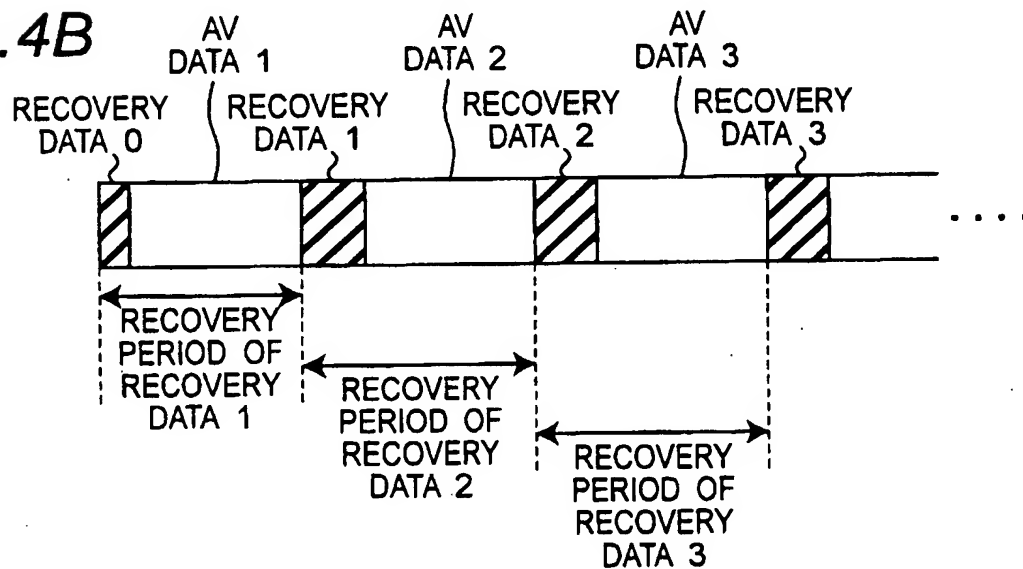 .4B
AV
DATA 1
AV
DATA 2
AV
DATA 3
RECOVERY
DATA 0
RECOVERY
DATA 1
RECOVERY
DATA 2
RECOVERY
DATA 3
....
RECOVERY
PERIOD OF
RECOVERY
DATA 1
RECOVERY
PERIOD OF
RECOVERY
DATA 2
RECOVERY
PERIOD OF
RECOVERY
DATA 3